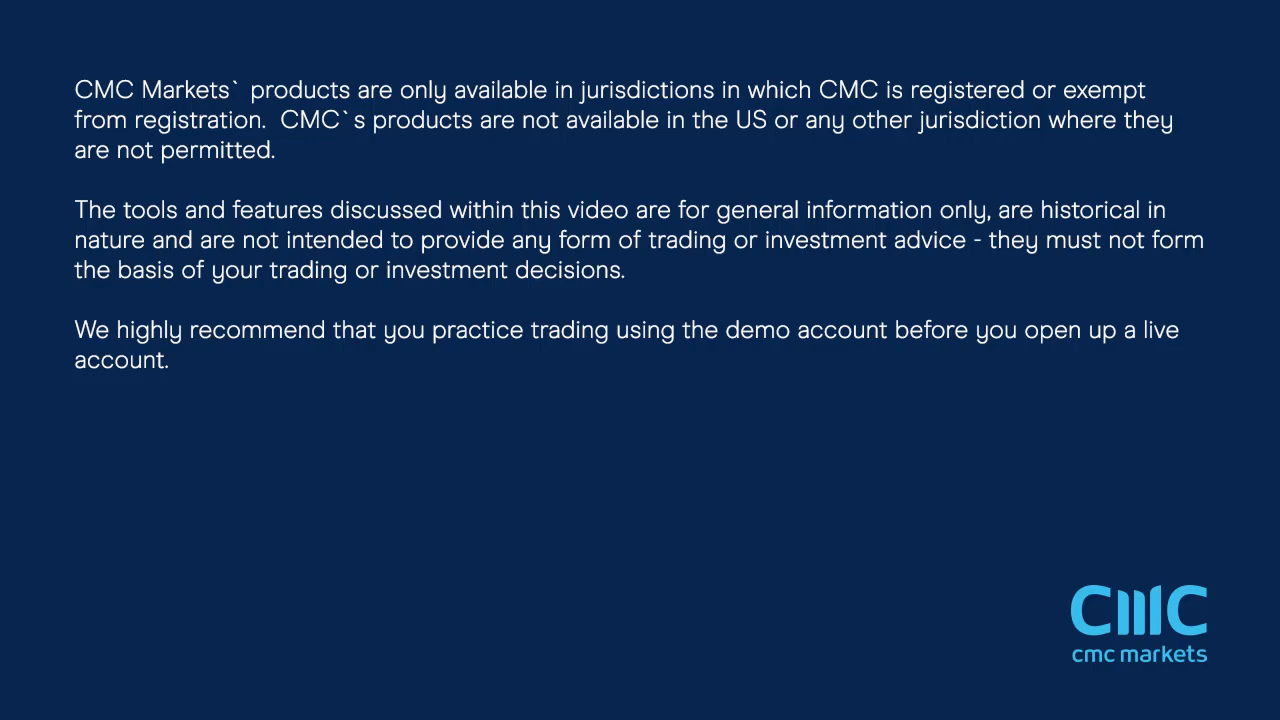 CMC Markets` products are only available in jurisdictions in which CMC is registered or exempt
from registration.  CMC`s products are not available in the US or any other jurisdiction where they
are not permitted.
The tools and features discussed within this video are for general information only, are historical in
nature and are not intended to provide any form of trading or investment advice - they must not form
the basis of your trading or investment decisions.
We highly recommend that you practice trading using the demo account before you open up a live
account.
CMC
cmc markets